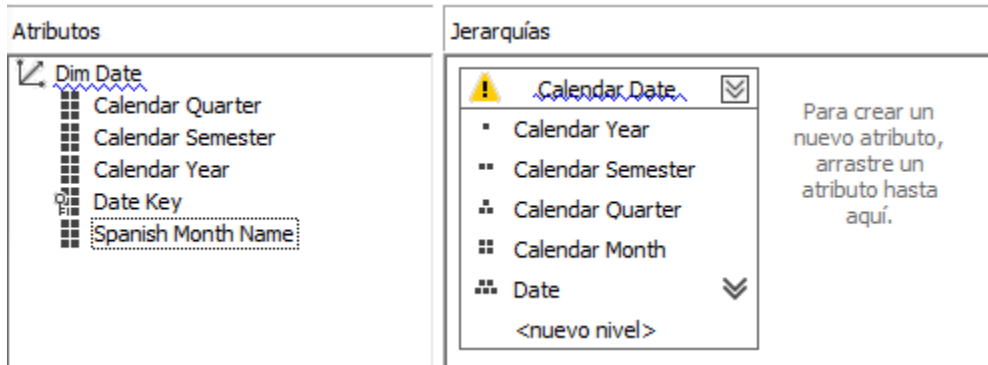 Atributos
Dim Date
Calendar Quarter
Calendar Semester
Calendar Year
Date Key
Spanish Month Name
Jerarquías
Calendar Date
Calendar Year
Calendar Semester
Calendar Quarter
Calendar Month
Date
<nuevo nivel>
Para crear un
nuevo atributo,
arrastre un
atributo hasta
aquí.